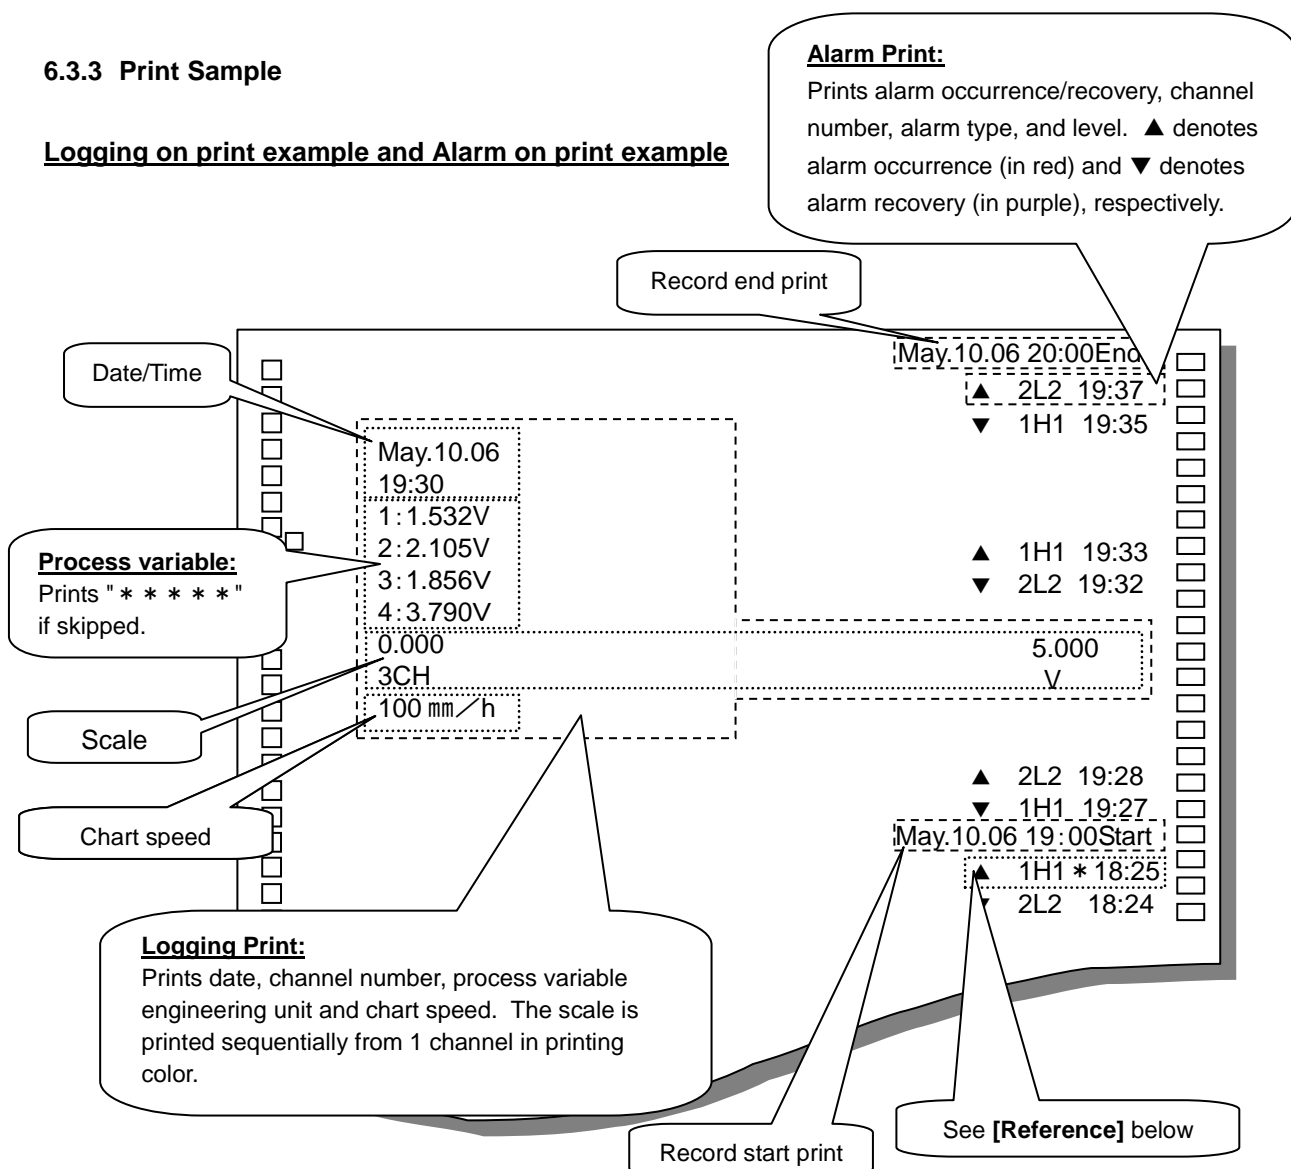 6.3.3 Print Sample
Logging on print example and Alarm on print example
Alarm Print:
Prints alarm occurrence/recovery, channel
number, alarm type, and level. ▲ denotes
alarm occurrence (in red) and ▼ denotes
alarm recovery (in purple), respectively.
Record end print
Date/Time
May.10.06 20:00End
▲ 2L2 19:37
▼ 1H1 19:35
May.10.06
19:30
1:1.532V
2:2.105V
3:1.856V
4:3.790V
Process variable:
Prints "*****"
if skipped.
▲ 1H1 19:33
▼ 2L2 19:32
0.000 5.000
3CH V
100 mm/h
Scale
Chart speed
▲ 2L2 19:28
▼ 1H1 19:27
May.10.06 19:00Start
▲ 1H1*18:25
▼ 2L2 18:24
Logging Print:
Prints date, channel number, process variable
engineering unit and chart speed. The scale is
printed sequentially from 1 channel in printing
color.
See [Reference] below
Record start print